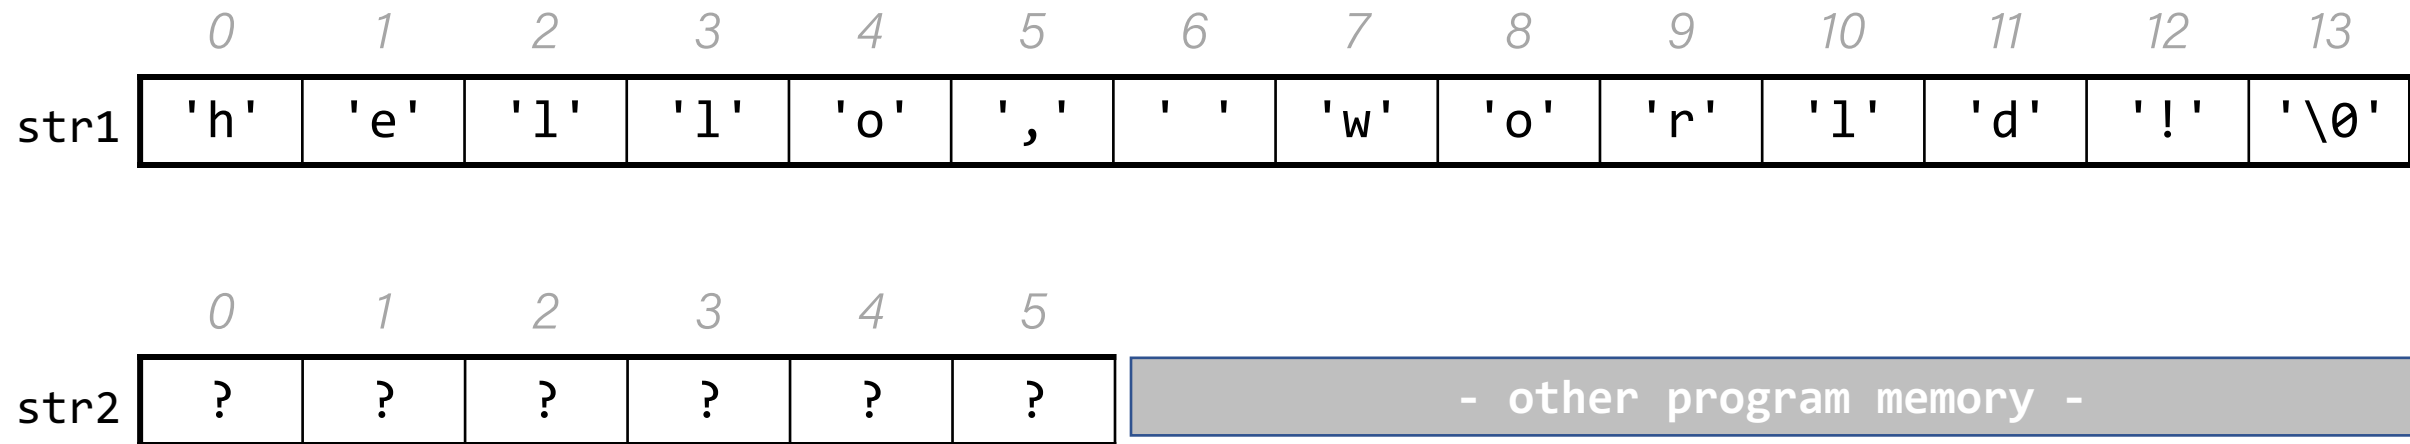 0 1 2 3 4 5 6 7 8 9 10 11 12 13
str1 'h' 'e' 'l' 'l' 'o' ',' ' ' 'w' 'o' 'r' 'l' 'd' '!' '\0'
0 1 2 3 4 5
str2 ? ? ? ? ? ? - other program memory -